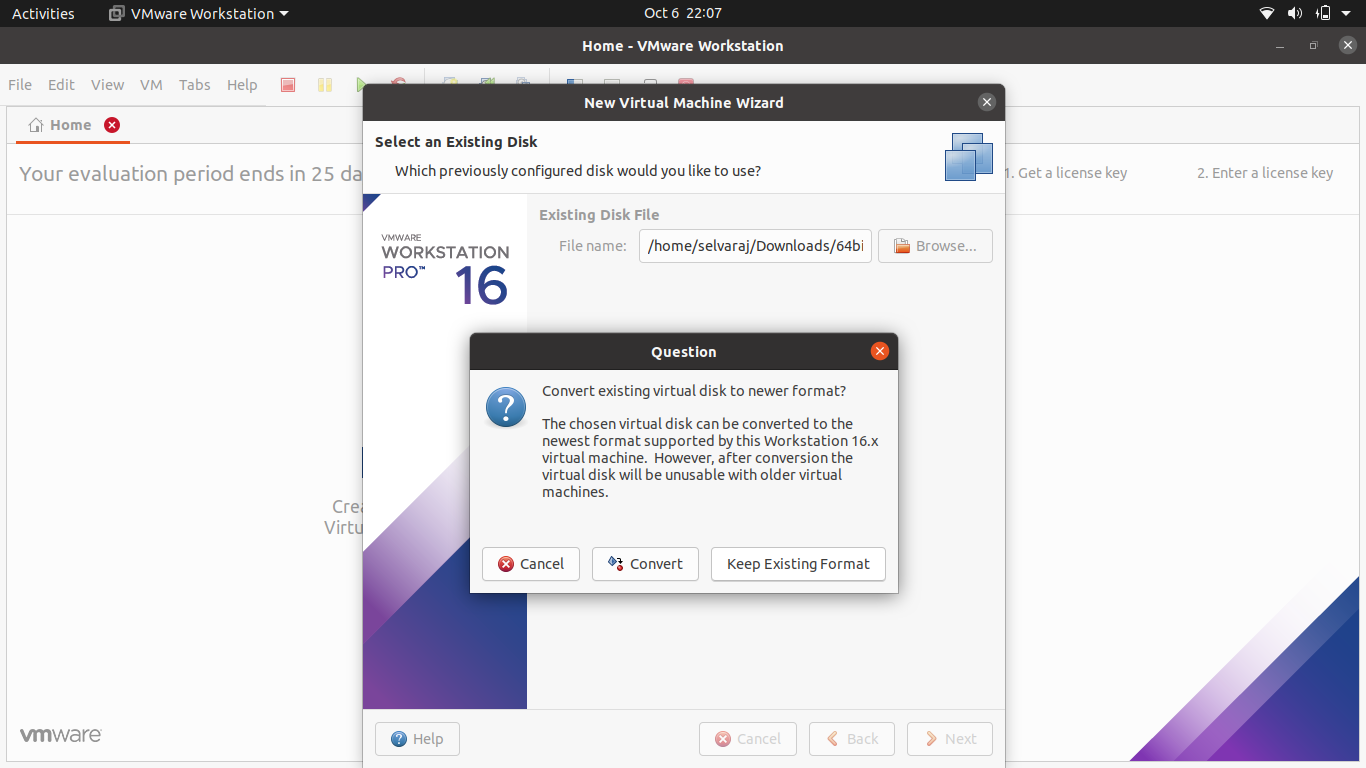 Activities VMware Workstation Oct 6 22:07
Home - VMware Workstation
File Edit View VM Tabs Help
New Virtual Machine Wizard
Home
Select an Existing Disk
Which previously configured disk would you like to use?
Your evaluation period ends in 25 da
1. Get a license key 2. Enter a license key
Existing Disk File
File name: /home/selvaraj/Downloads/64bi Browse...
VMWARE
WORKSTATION
PRO™ 16
Question
Convert existing virtual disk to newer format?
The chosen virtual disk can be converted to the
newest format supported by this Workstation 16.x
virtual machine. However, after conversion the
virtual disk will be unusable with older virtual
machines.
Crea
Virtu
Cancel Convert Keep Existing Format
vmware
Help Cancel Back Next